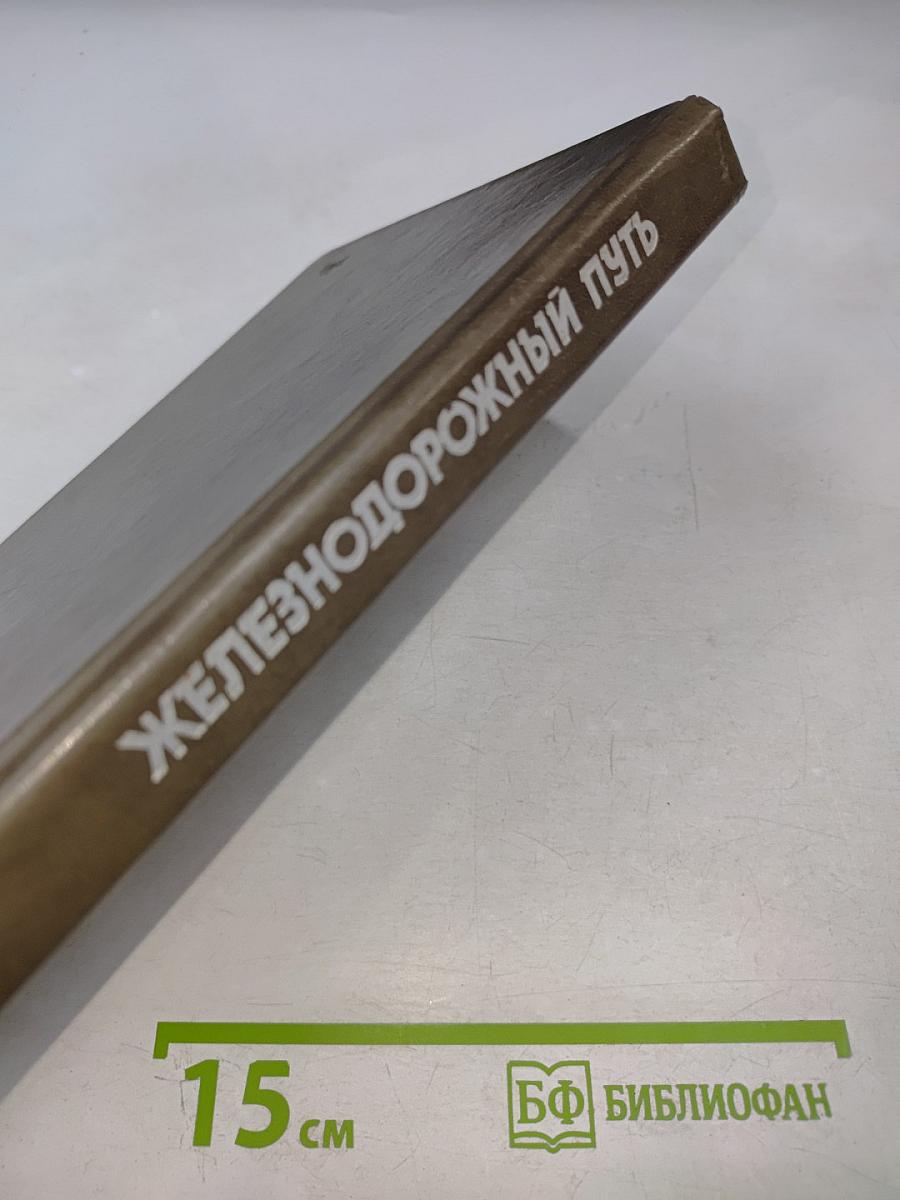 ЖЕЛЕЗНОДОРОЖНЫЙ ПУТЬ
15 см
БФ БИБЛИОФАН